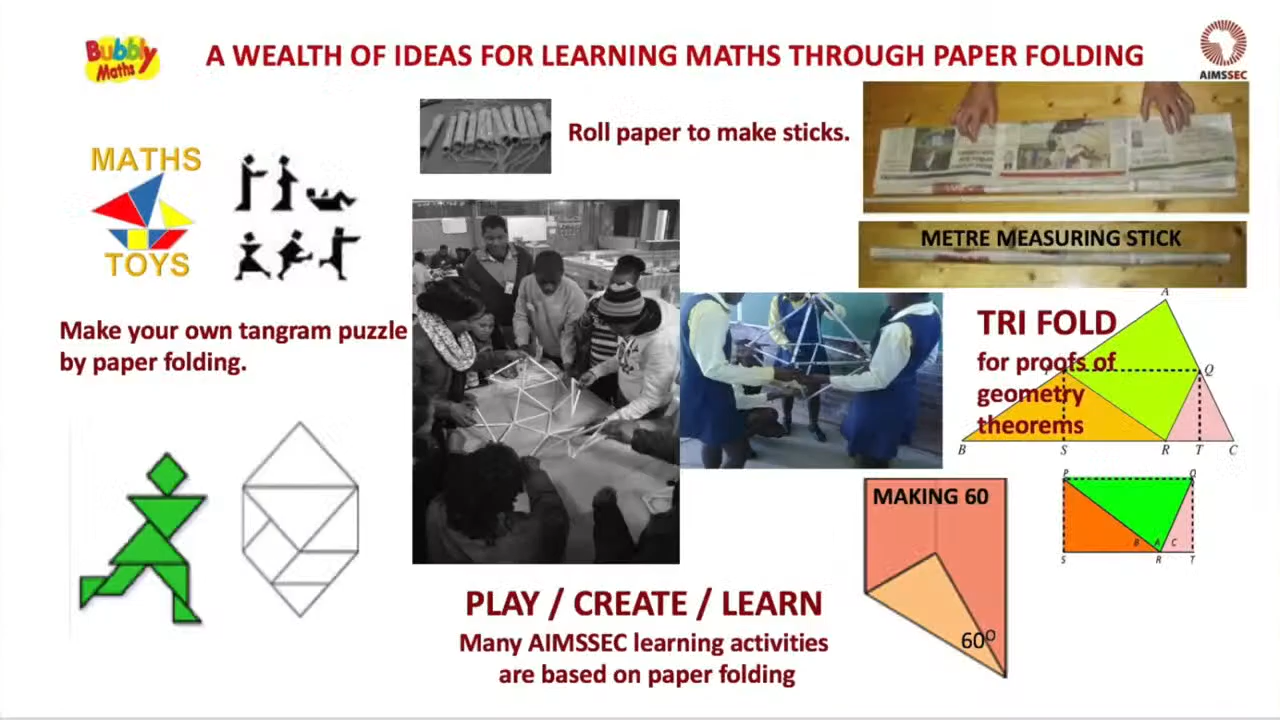 Bubbly
Maths
A WEALTH OF IDEAS FOR LEARNING MATHS THROUGH PAPER FOLDING
AIMSSEC
MATHS
TOYS
Roll paper to make sticks.
METRE MEASURING STICK
Make your own tangram puzzle
by paper folding.
TRI FOLD
for proofs of
geometry
theorems
A
Q
B
S
R
T
C
MAKING 60
60⁰
P
Q
B
A
C
S
R
T
PLAY / CREATE / LEARN
Many AIMSSEC learning activities
are based on paper folding